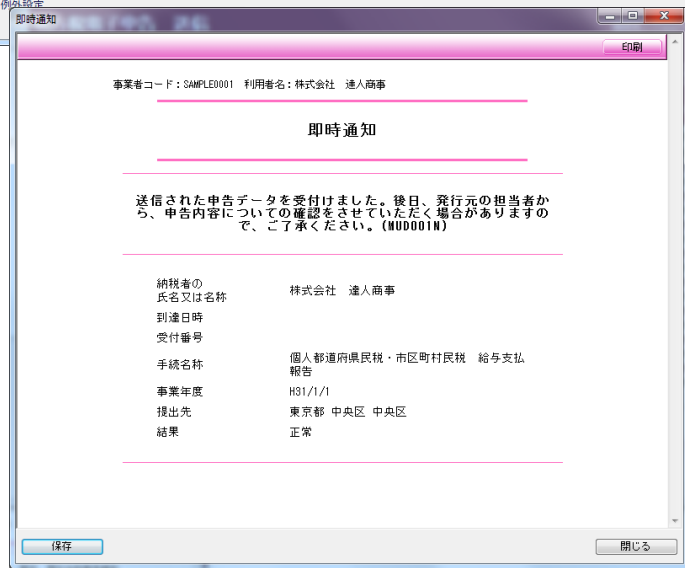 例外設定
即時通知
印刷
事業者コード：SAMPLE0001　利用者名：株式会社　達人商事
即時通知
送信された申告データを受付けました。後日、発行元の担当者か
ら、申告内容についての確認をさせていただく場合がありますの
で、ご了承ください。(MUD001N)
納税者の
氏名又は名称
株式会社　達人商事
到達日時
受付番号
手続名称
個人都道府県民税・市区町村民税　給与支払
報告
事業年度
H31/1/1
提出先
東京都 中央区 中央区
結果
正常
保存
閉じる